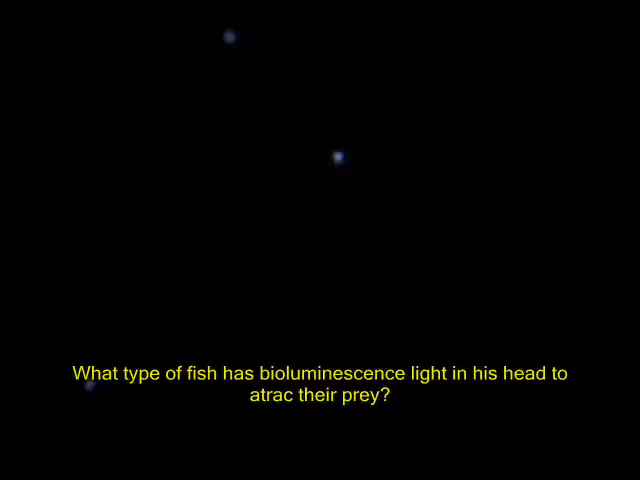 What type of fish has bioluminescence light in his head to
atrac their prey?